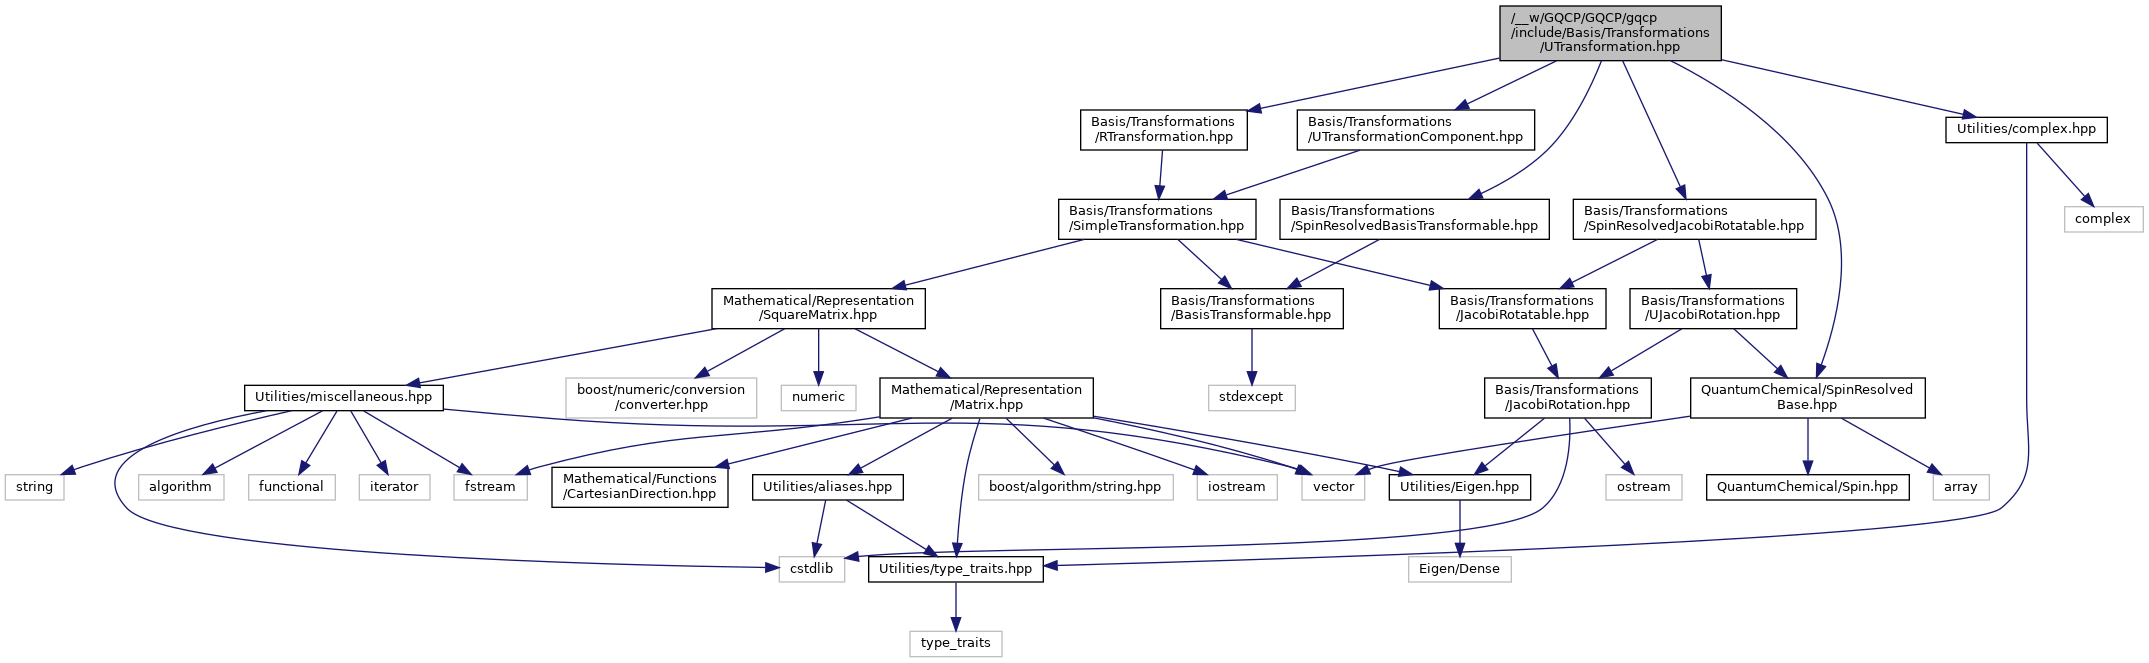 /__w/GQCP/GQCP/gqcp
/include/Basis/Transformations
/UTransformation.hpp
Basis/Transformations
/RTransformation.hpp
Basis/Transformations
/UTransformationComponent.hpp
Utilities/complex.hpp
Basis/Transformations
/SimpleTransformation.hpp
Basis/Transformations
/SpinResolvedBasisTransformable.hpp
Basis/Transformations
/SpinResolvedJacobiRotatable.hpp
complex
Mathematical/Representation
/SquareMatrix.hpp
Basis/Transformations
/BasisTransformable.hpp
Basis/Transformations
/JacobiRotatable.hpp
Basis/Transformations
/UJacobiRotation.hpp
Utilities/miscellaneous.hpp
boost/numeric/conversion
/converter.hpp
numeric
Mathematical/Representation
/Matrix.hpp
stdexcept
Basis/Transformations
/JacobiRotation.hpp
QuantumChemical/SpinResolved
Base.hpp
string
algorithm
functional
iterator
fstream
Mathematical/Functions
/CartesianDirection.hpp
Utilities/aliases.hpp
boost/algorithm/string.hpp
iostream
vector
Utilities/Eigen.hpp
ostream
QuantumChemical/Spin.hpp
array
cstdlib
Utilities/type_traits.hpp
Eigen/Dense
type_traits